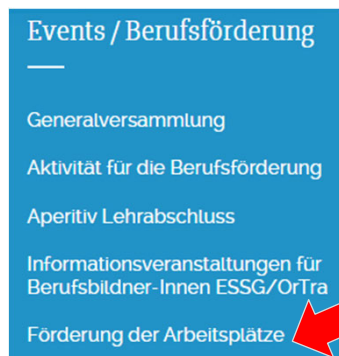 Events / Berufsförderung
Generalversammlung
Aktivität für die Berufsförderung
Aperitiv Lehrabschluss
Informationsveranstaltungen für
Berufsbildner-Innen ESSG/OrTra
Förderung der Arbeitsplätze